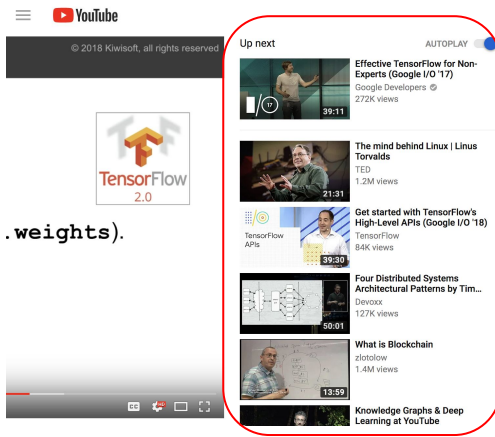 YouTube
© 2018 Kiwisoft, all rights reserved
TensorFlow
2.0
.weights).
CC
HD
Up next
AUTOPLAY
I/O
17
39:11
Effective TensorFlow for Non-
Experts (Google I/O '17)
Google Developers
272K views
21:31
The mind behind Linux | Linus
Torvalds
TED
1.2M views
TensorFlow
APIs
39:30
Get started with TensorFlow's
High-Level APIs (Google I/O '18)
TensorFlow
84K views
50:01
Four Distributed Systems
Architectural Patterns by Tim...
Devoxx
127K views
13:59
What is Blockchain
zlotolow
1.4M views
Knowledge Graphs & Deep
Learning at YouTube